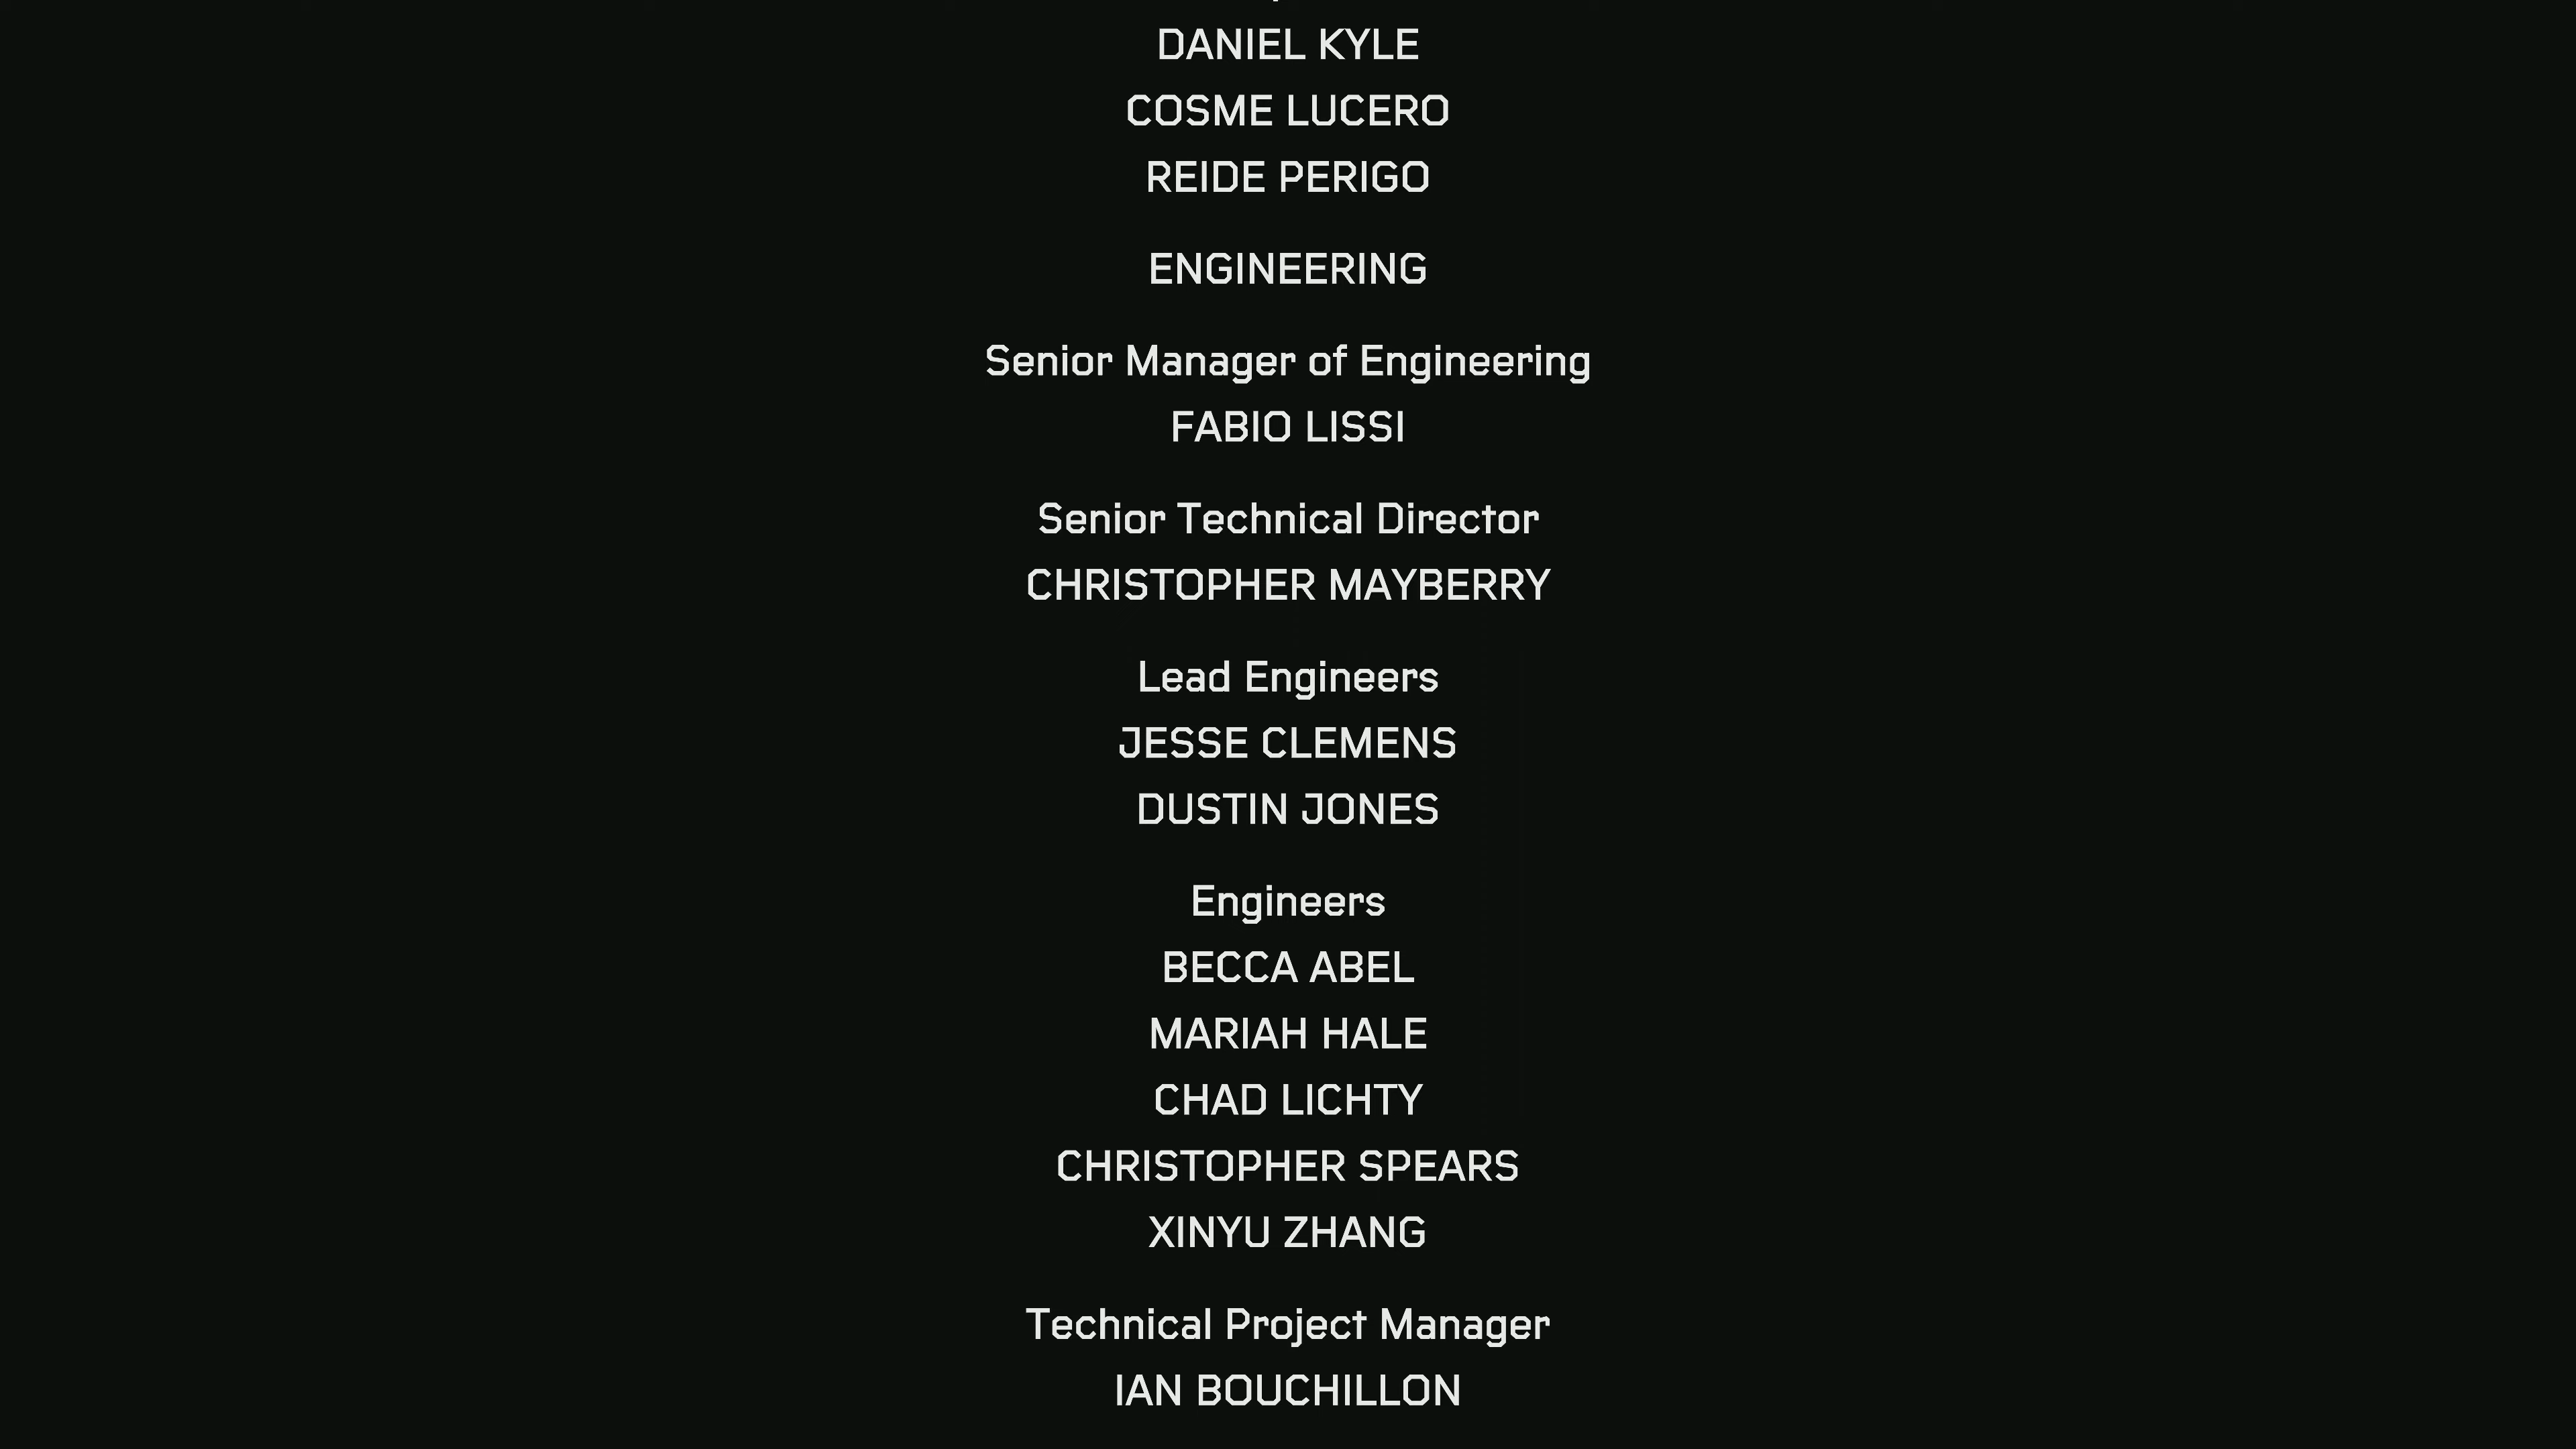 DANIEL KYLE
COSME LUCERO
REIDE PERIGO
ENGINEERING
Senior Manager of Engineering
FABIO LISSI
Senior Technical Director
CHRISTOPHER MAYBERRY
Lead Engineers
JESSE CLEMENS
DUSTIN JONES
Engineers
BECCA ABEL
MARIAH HALE
CHAD LICHTY
CHRISTOPHER SPEARS
XINYU ZHANG
Technical Project Manager
IAN BOUCHILLON